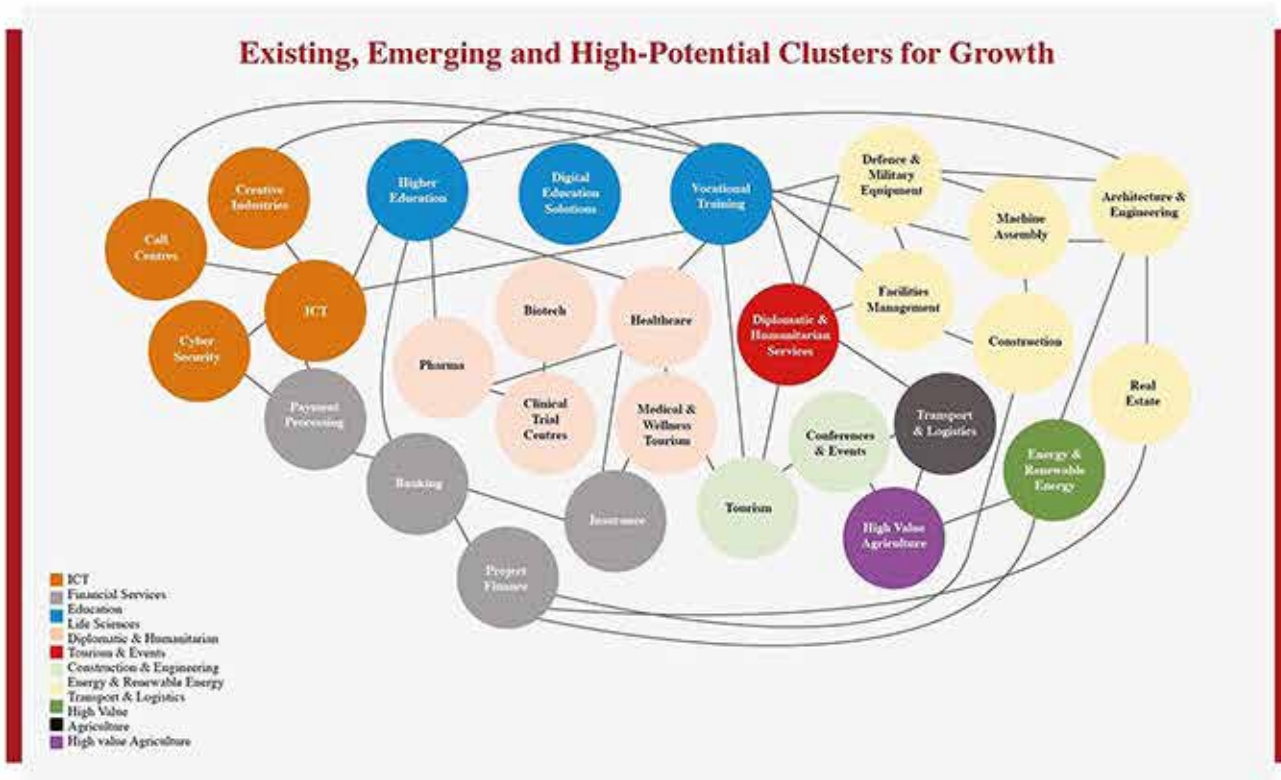 Existing, Emerging and High-Potential Clusters for Growth
Creative
Industries
Call
Centres
ICT
Cyber
Security
Payment
Processing
Banking
Project
Finance
Insurance
Higher
Education
Digital
Education
Solutions
Vocational
Training
Biotech
Healthcare
Pharma
Clinical
Trial
Centres
Medical &
Wellness
Tourism
Diplomatic &
Humanitarian
Services
Tourism
Conferences
& Events
Defence &
Military
Equipment
Machine
Assembly
Architecture &
Engineering
Facilities
Management
Construction
Real
Estate
Transport
& Logistics
Energy &
Renewable
Energy
High Value
Agriculture
ICT
Financial Services
Education
Life Sciences
Diplomatic & Humanitarian
Tourism & Events
Construction & Engineering
Energy & Renewable Energy
Transport & Logistics
High Value
Agriculture
High value Agriculture